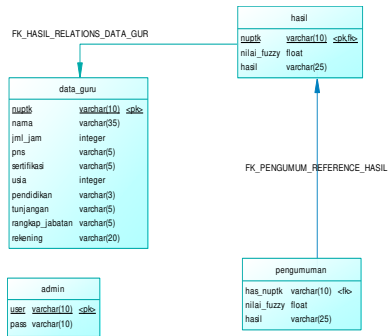 hasil
nuptk varchar(10) <pk,fk>
nilai_fuzzy float
hasil varchar(25)
FK_HASIL_RELATIONS_DATA_GUR
data_guru
nuptk varchar(10) <pk>
nama varchar(35)
jml_jam integer
pns varchar(5)
sertifikasi varchar(5)
usia integer
pendidikan varchar(3)
tunjangan varchar(5)
rangkap_jabatan varchar(5)
rekening varchar(20)
FK_PENGUMUM_REFERENCE_HASIL
pengumuman
has_nuptk varchar(10) <fk>
nilai_fuzzy float
hasil varchar(25)
admin
user varchar(10) <pk>
pass varchar(10)